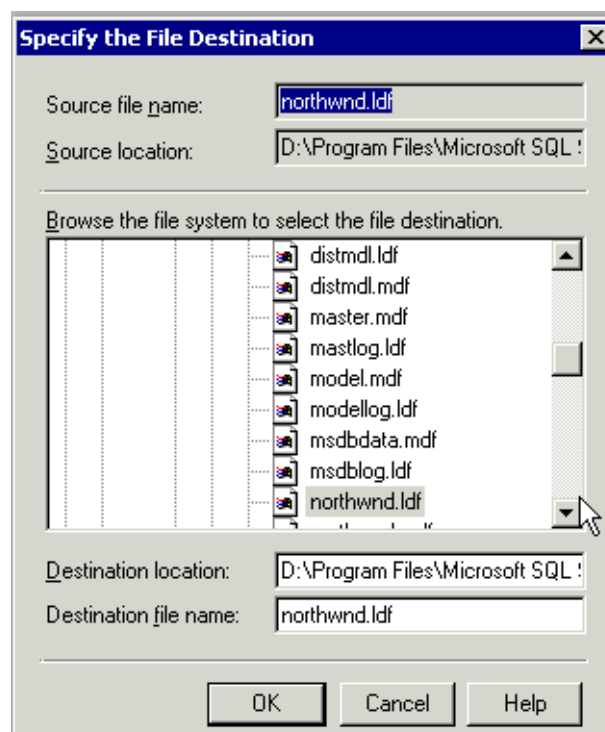 Specify the File Destination
Source file name: northwnd.ldf
Source location: D:\Program Files\Microsoft SQL
Browse the file system to select the file destination.
distmdl.ldf
distmdl.mdf
master.mdf
mastlog.ldf
model.mdf
modellog.ldf
msdbdata.mdf
msdblog.ldf
northwnd.ldf
Destination location: D:\Program Files\Microsoft SQL
Destination file name: northwnd.ldf
OK Cancel Help